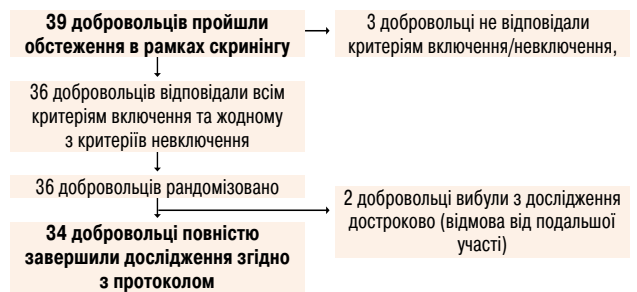 39 добровольців пройшли
обстеження в рамках скринінгу
3 добровольці не відповідали
критеріям включення/невключення,
36 добровольців відповідали всім
критеріям включення та жодному
з критеріїв невключення
36 добровольців рандомізовано
2 добровольці вибули з дослідження
достроково (відмова від подальшої
участі)
34 добровольці повністю
завершили дослідження згідно
з протоколом